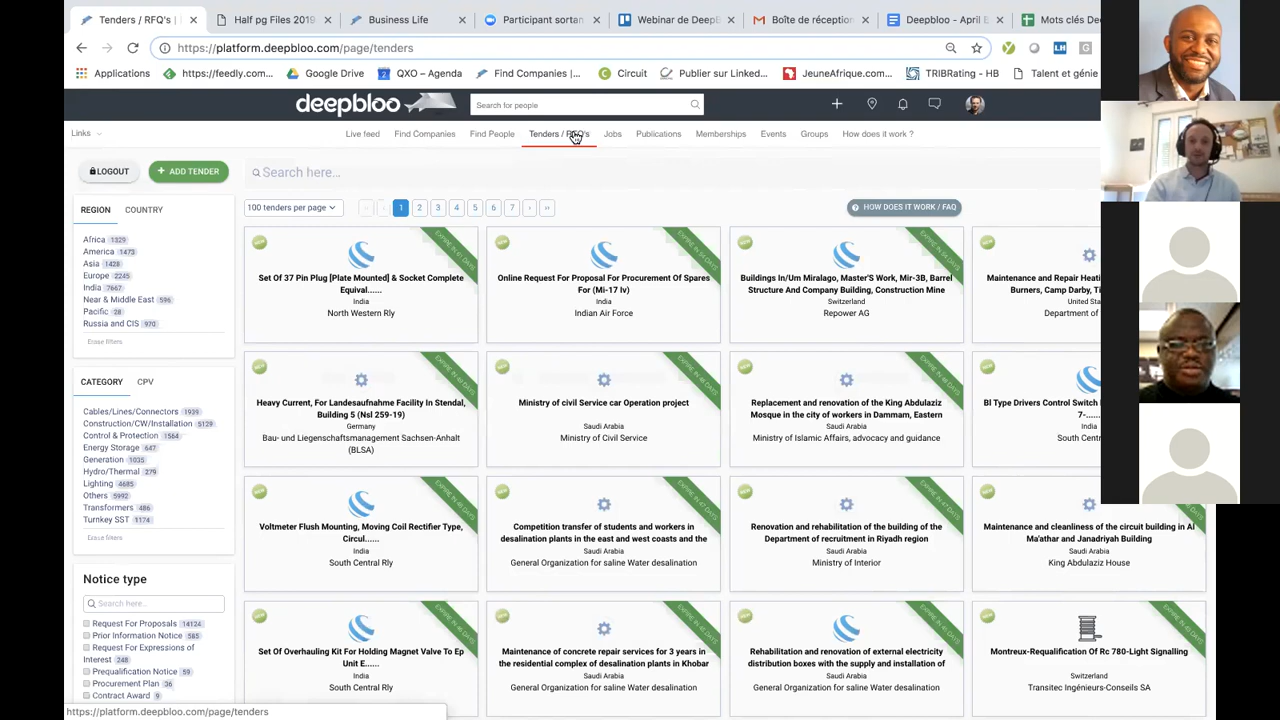 Tenders / RFQ's |
Half pg Files 2019
Business Life
Participant sortan
Webinar de DeepB
Boîte de réception
Deepbloo - April E
Mots clés De
https://platform.deepbloo.com/page/tenders
Applications
https://feedly.com...
Google Drive
QXO – Agenda
Find Companies |...
Circuit
Publier sur Linked...
JeuneAfrique.com...
TRIBRating - HB
Talent et génie
deepbloo
Search for people
Links
Live feed
Find Companies
Find People
Tenders / RFQ's
Jobs
Publications
Memberships
Events
Groups
How does it work ?
LOGOUT
+ ADD TENDER
Search here...
REGION COUNTRY
Africa 1329
America 1473
Asia 1428
Europe 2245
India 7667
Near & Middle East 596
Pacific 28
Russia and CIS 970
Erase filters
CATEGORY CPV
Cables/Lines/Connectors 1939
Construction/CW/Installation 5129
Control & Protection 1564
Energy Storage 647
Generation 1035
Hydro/Thermal 279
Lighting 4685
Others 5992
Transformers 486
Turnkey SST 1174
Erase filters
Notice type
Search here...
Request For Proposals 14124
Prior Information Notice 585
Request For Expressions of
Interest 248
Prequalification Notice 59
Procurement Plan 36
Contract Award 9
100 tenders per page
1 2 3 4 5 6 7 › ››
HOW DOES IT WORK / FAQ
Set Of 37 Pin Plug [Plate Mounted] & Socket Complete
Equival......
India
North Western Rly
Online Request For Proposal For Procurement Of Spares
For (Mi-17 Iv)
India
Indian Air Force
Buildings In/Um Miralago, Master'S Work, Mir-3B, Barrel
Structure And Company Building, Construction Mine
Switzerland
Repower AG
Maintenance and Repair Heati
Burners, Camp Darby, Ti
United Sta
Department of
Heavy Current, For Landesaufnahme Facility In Stendal,
Building 5 (Nsl 259-19)
Germany
Bau- und Liegenschaftsmanagement Sachsen-Anhalt
(BLSA)
Ministry of civil Service car Operation project
Saudi Arabia
Ministry of Civil Service
Replacement and renovation of the King Abdulaziz
Mosque in the city of workers in Dammam, Eastern
Saudi Arabia
Ministry of Islamic Affairs, advocacy and guidance
Bl Type Drivers Control Switch
7-......
India
South Cent
Voltmeter Flush Mounting, Moving Coil Rectifier Type,
Circul......
India
South Central Rly
Competition transfer of students and workers in
desalination plants in the east and west coasts and the
Saudi Arabia
General Organization for saline Water desalination
Renovation and rehabilitation of the building of the
Department of recruitment in Riyadh region
Saudi Arabia
Ministry of Interior
Maintenance and cleanliness of the circuit building in Al
Ma'athar and Janadriyah Building
Saudi Arabia
King Abdulaziz House
Set Of Overhauling Kit For Holding Magnet Valve To Ep
Unit E......
India
South Central Rly
Maintenance of concrete repair services for 3 years in
the residential complex of desalination plants in Khobar
Saudi Arabia
General Organization for saline Water desalination
Rehabilitation and renovation of external electricity
distribution boxes with the supply and installation of
Saudi Arabia
General Organization for saline Water desalination
Montreux-Requalification Of Rc 780-Light Signalling
Switzerland
Transitec Ingénieurs-Conseils SA
https://platform.deepbloo.com/page/tenders